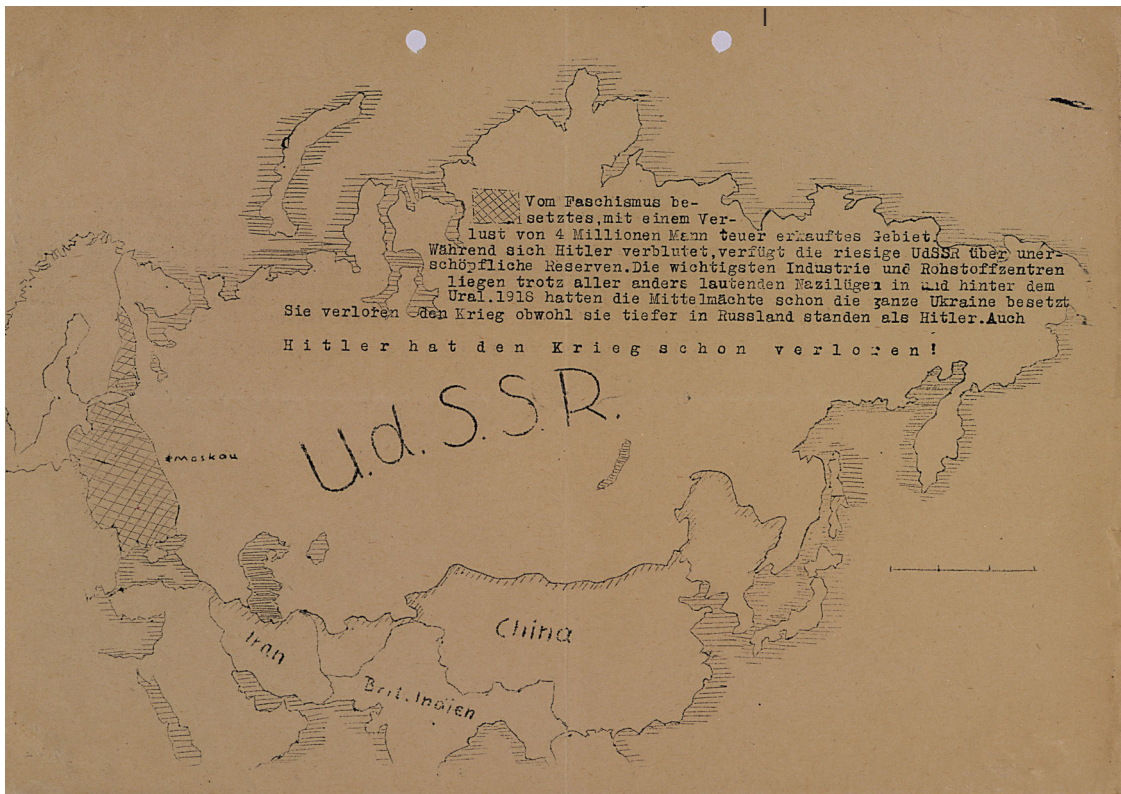 Vom Faschismus be-
setztes,mit einem Ver-
lust von 4 Millionen Mann teuer erkauftes Gebiet.
Während sich Hitler verblutet,verfügt die riesige UdSSR über uner-
schöpfliche Reserven.Die wichtigsten Industrie und Rohstoffzentren
liegen trotz aller anders lautenden Nazilügen in und hinter dem
Ural.1918 hatten die Mittelmächte schon die ganze Ukraine besetzt
Sie verloren den Krieg obwohl sie tiefer in Russland standen als Hitler.Auch
Hitler hat den Krieg schon verloren!
U.d.S.S.R.
Moskau
China
Iran
Brit.Indien